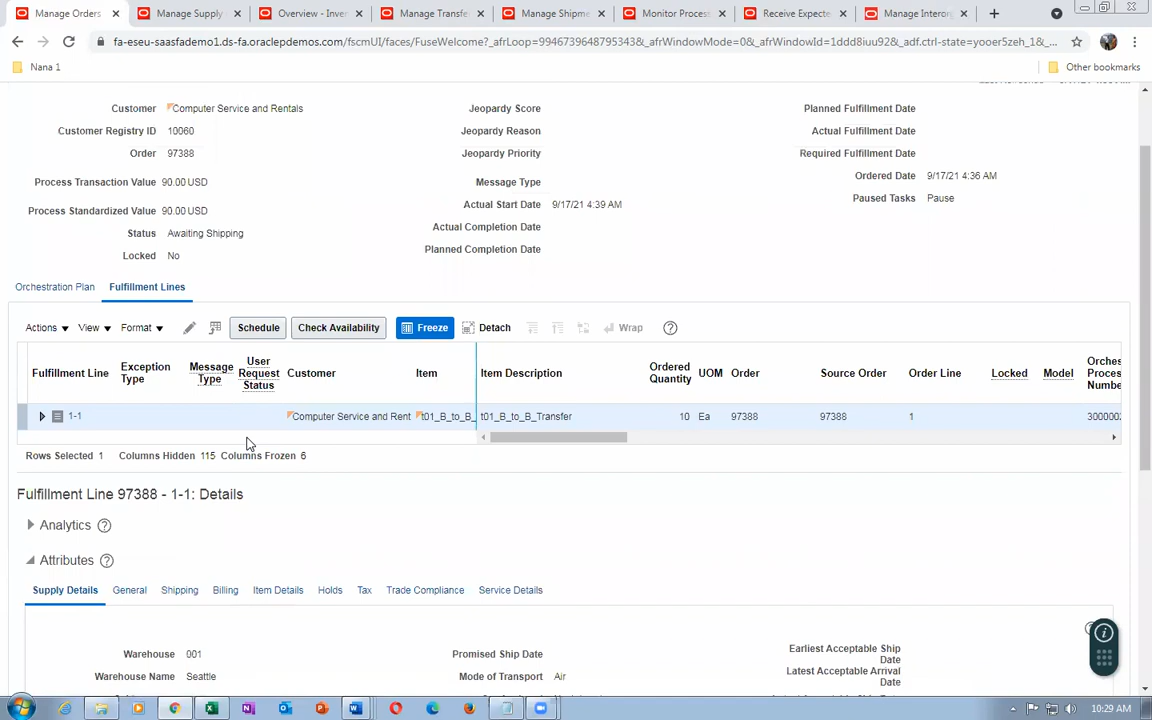 Manage Orders
Manage Supply
Overview - Inver
Manage Transfe
Manage Shipme
Monitor Process
Receive Expecte
Manage Interorg
fa-eseu-saasfademo1.ds-fa.oraclepdemos.com/fscmUI/faces/FuseWelcome?_afrLoop=99467396487953­43&_afrWindowMode=0&_afrWindowId=1ddd8iuu92&_adf.ctrl-state=yooer5zeh_1&_...
Nana 1
Other bookmarks
Customer Computer Service and Rentals
Jeopardy Score
Planned Fulfillment Date
Customer Registry ID 10060
Jeopardy Reason
Actual Fulfillment Date
Order 97388
Jeopardy Priority
Required Fulfillment Date
Ordered Date 9/17/21 4:36 AM
Process Transaction Value 90.00 USD
Message Type
Paused Tasks Pause
Actual Start Date 9/17/21 4:39 AM
Process Standardized Value 90.00 USD
Actual Completion Date
Status Awaiting Shipping
Planned Completion Date
Locked No
Orchestration Plan Fulfillment Lines
Actions View Format Schedule Check Availability Freeze Detach Wrap
Fulfillment Line Exception Type Message Type User Request Status Customer Item Item Description Ordered Quantity UOM Order Source Order Order Line Locked Model Orches Proces Numbe
1-1 Computer Service and Rent t01_B_to_B_ t01_B_to_B_Transfer 10 Ea 97388 97388 1 300000
Rows Selected 1 Columns Hidden 115 Columns Frozen 6
Fulfillment Line 97388 - 1-1: Details
Analytics
Attributes
Supply Details General Shipping Billing Item Details Holds Tax Trade Compliance Service Details
Warehouse 001
Promised Ship Date
Earliest Acceptable Ship Date
Warehouse Name Seattle
Mode of Transport Air
Latest Acceptable Arrival Date
10:29 AM